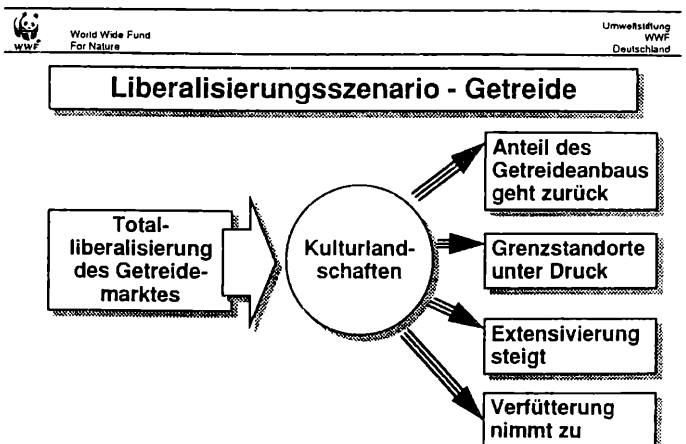 WWF
World Wide Fund
For Nature
Umweltstiftung
WWF
Deutschland
Liberalisierungsszenario - Getreide
Total-
liberalisierung
des Getreide-
marktes
Kulturland-
schaften
Anteil des
Getreideanbaus
geht zurück
Grenzstandorte
unter Druck
Extensivierung
steigt
Verfütterung
nimmt zu